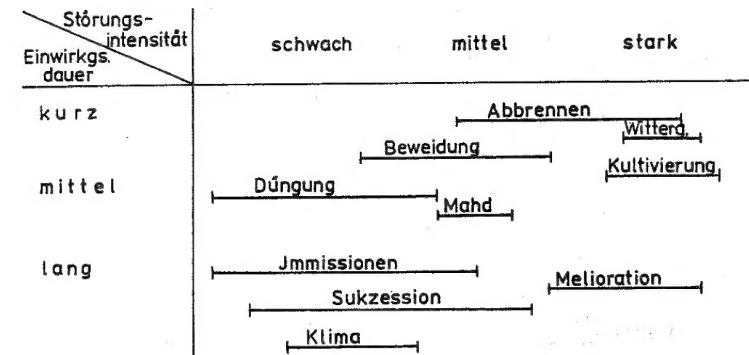 Störungs-
intensität
Einwirkgs.
dauer
schwach mittel stark
kurz
Abbrennen
Witterg.
Beweidung
Kultivierung
mittel
Düngung
Mahd
lang
Jmmissionen
Melioration
Sukzession
Klima